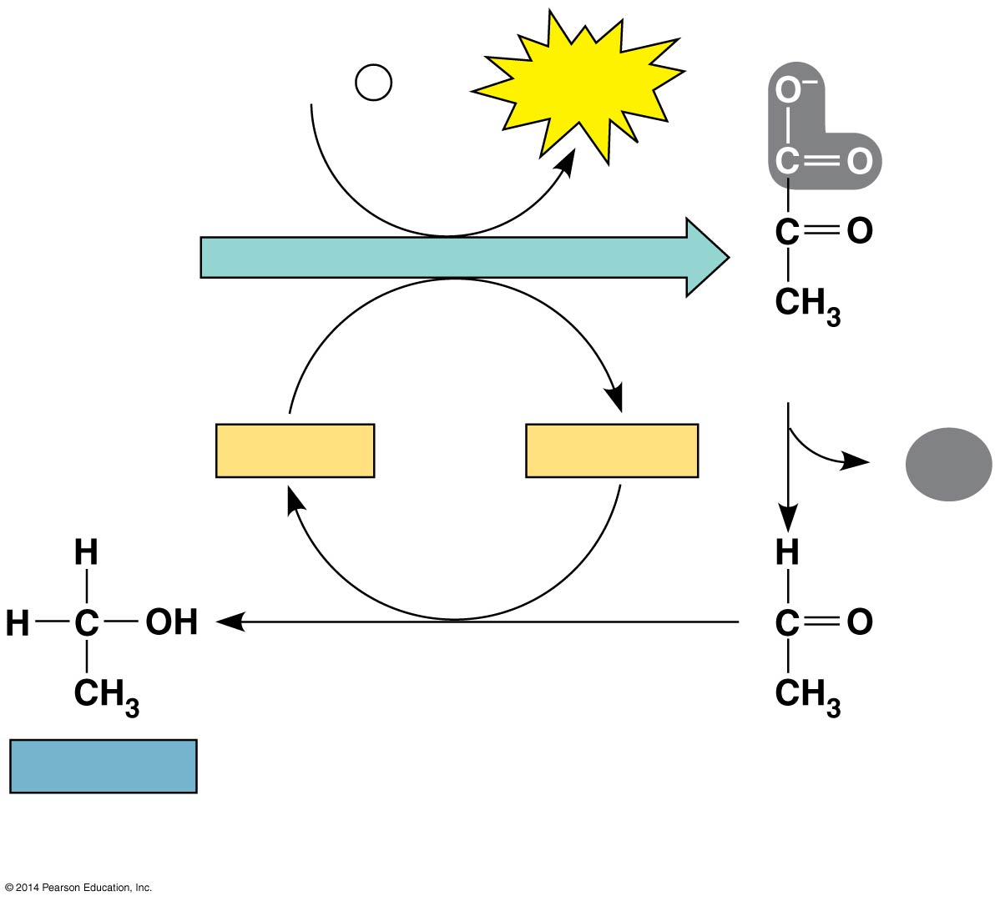 O–
C=O
C=O
CH3
H
H–C–OH
CH3
H
C=O
CH3
© 2014 Pearson Education, Inc.